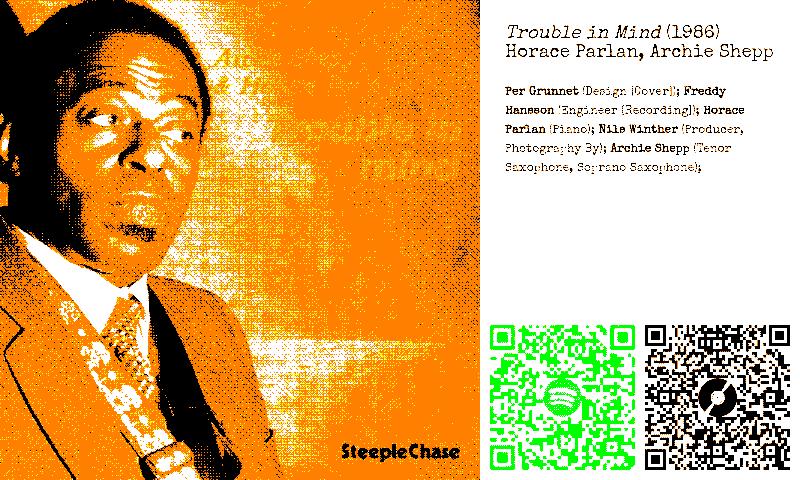 Trouble in Mind (1986)
Horace Parlan, Archie Shepp
Per Grunnet (Design [Cover]); Freddy
Hansson (Engineer [Recording]); Horace
Parlan (Piano); Nils Winther (Producer,
Photography By); Archie Shepp (Tenor
Saxophone, Soprano Saxophone);
SteepleChase